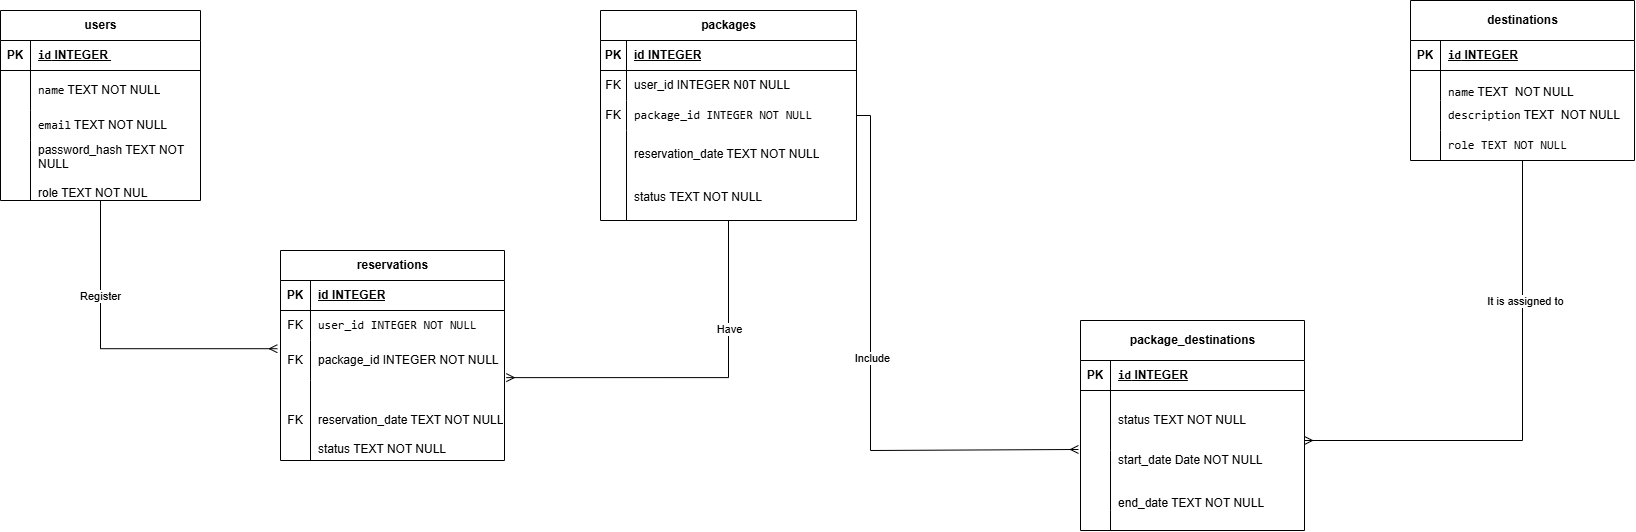 users
PK id INTEGER
name TEXT NOT NULL
email TEXT NOT NULL
password_hash TEXT NOT
NULL
role TEXT NOT NUL
packages
PK id INTEGER
FK user_id INTEGER N0T NULL
FK package_id INTEGER NOT NULL
reservation_date TEXT NOT NULL
status TEXT NOT NULL
destinations
PK id INTEGER
name TEXT NOT NULL
description TEXT NOT NULL
role TEXT NOT NULL
Register
reservations
PK id INTEGER
FK user_id INTEGER NOT NULL
FK package_id INTEGER NOT NULL
FK reservation_date TEXT NOT NULL
status TEXT NOT NULL
Have
Include
It is assigned to
package_destinations
PK id INTEGER
status TEXT NOT NULL
start_date Date NOT NULL
end_date TEXT NOT NULL